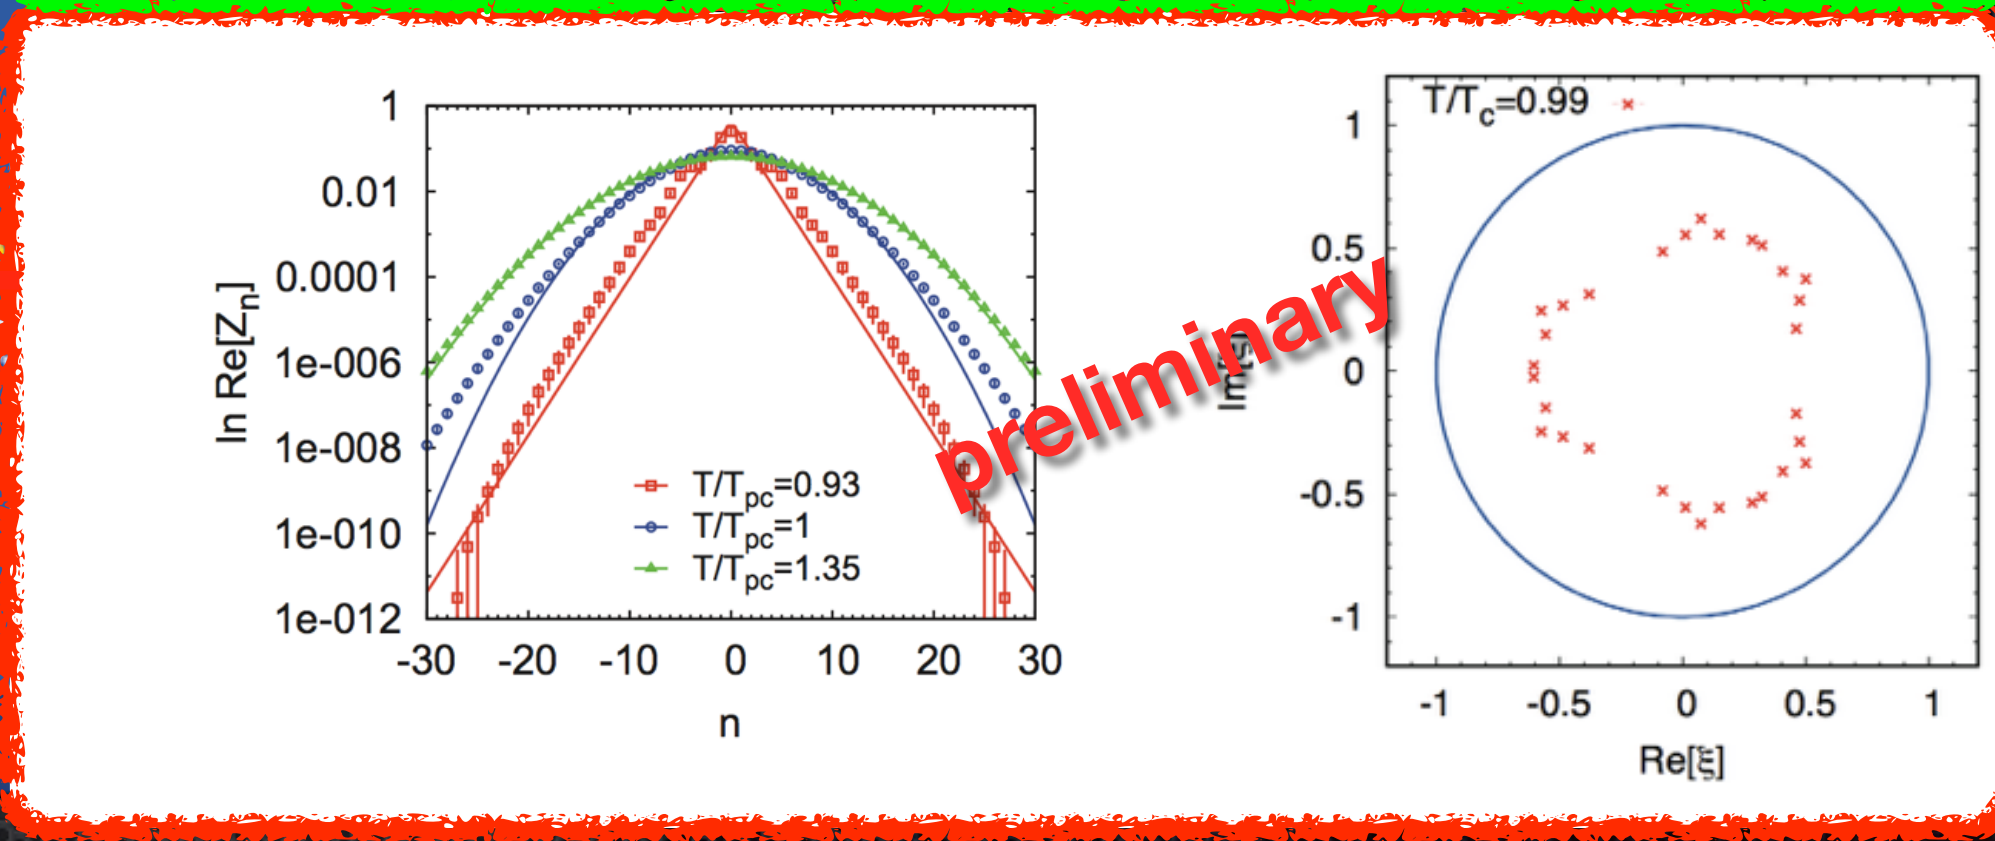 1
0.01
0.0001
1e-006
1e-008
1e-010
1e-012
ln Re[Zn]
T/Tpc=0.93
T/Tpc=1
T/Tpc=1.35
-30 -20 -10 0 10 20 30
n
preliminary
T/Tc=0.99
1
0.5
0
-0.5
-1
-1 -0.5 0 0.5 1
Re[ξ]